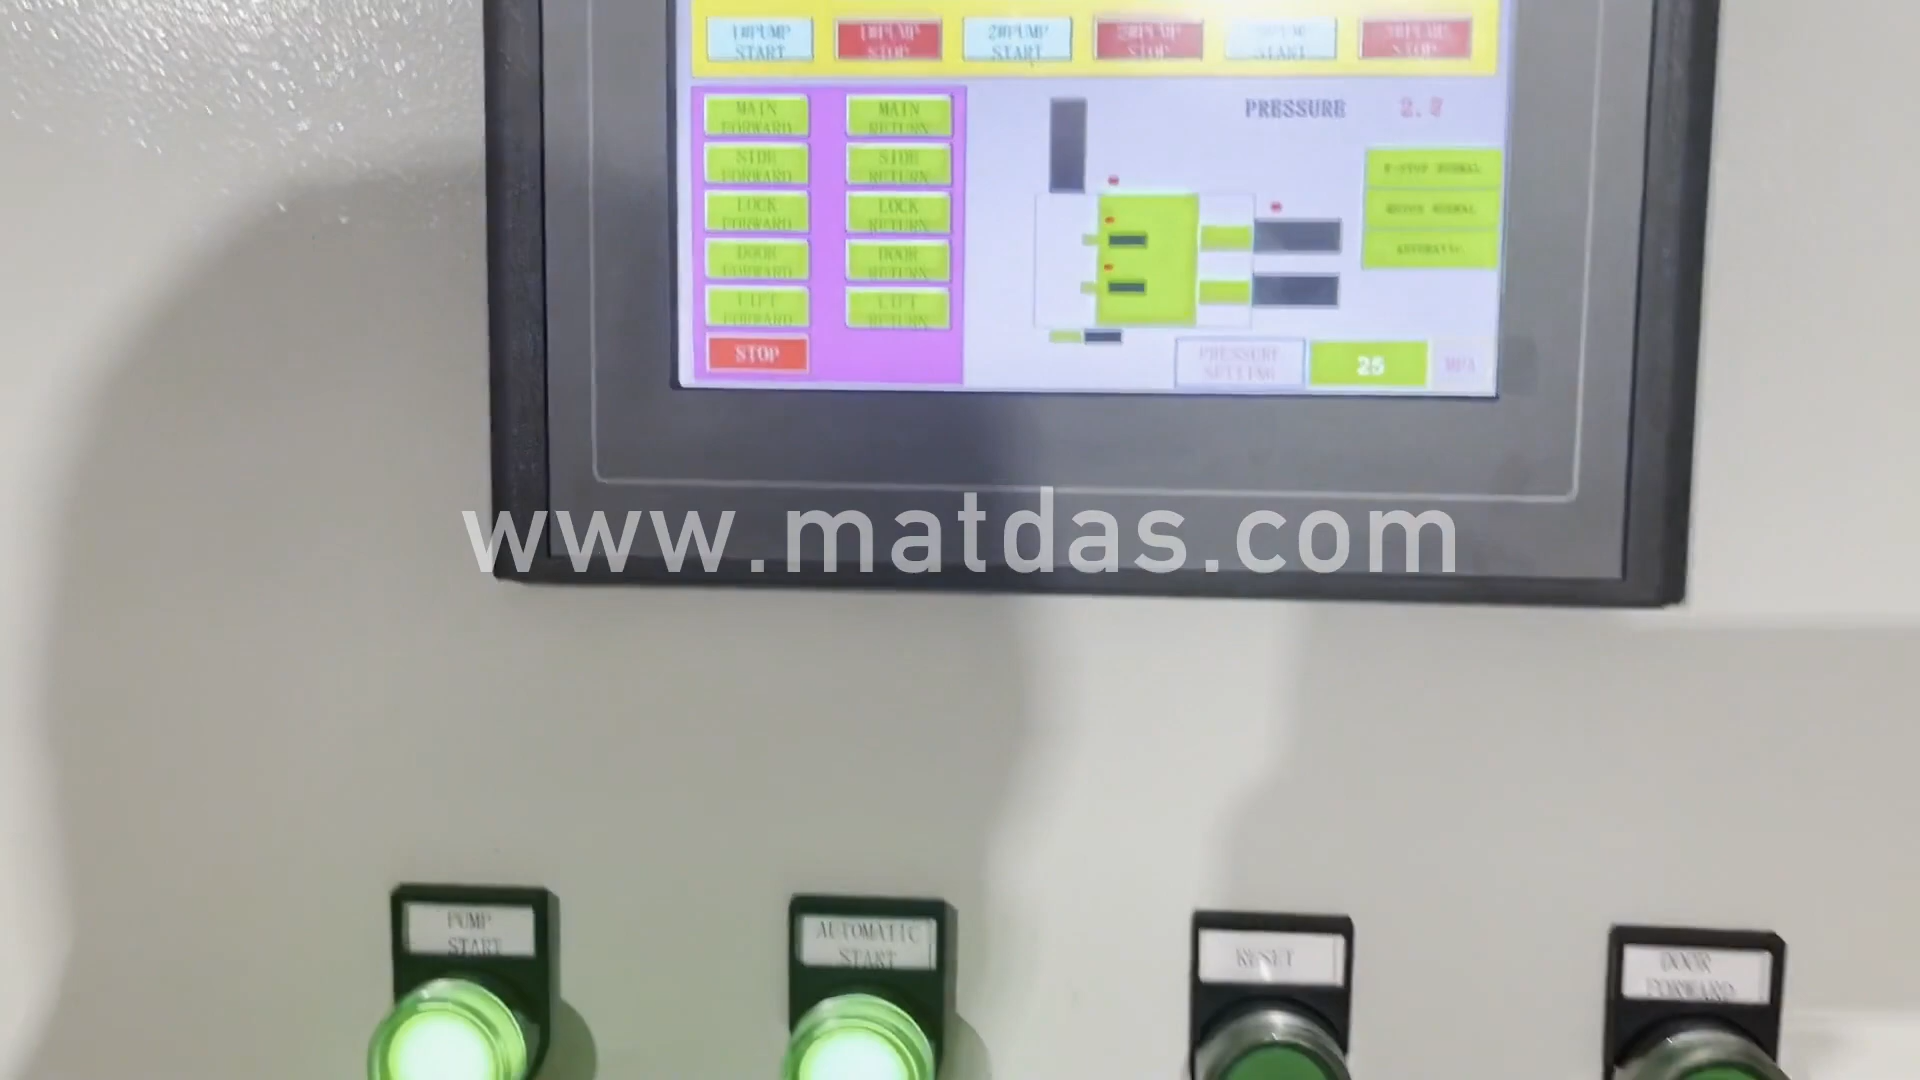 1#PUMP
START
1#PUMP
STOP
2#PUMP
START
2#PUMP
STOP
3#PUMP
START
3#PUMP
STOP
MAIN
FORWARD
MAIN
RETURN
SIDE
FORWARD
SIDE
RETURN
LOCK
FORWARD
LOCK
RETURN
DOOR
FORWARD
DOOR
RETURN
LIFT
FORWARD
LIFT
RETURN
STOP
PRESSURE
E-STOP NORMAL
MOTOR NORMAL
AUTOMATIC
PRESSURE
SETTING
25
MPA
www.matdas.com
PUMP
START
AUTOMATIC
START
RESET
DOOR
FORWARD